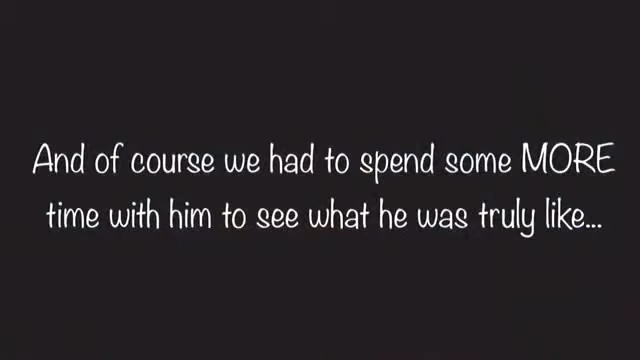 And of course we had to spend some MORE
time with him to see what he was truly like...